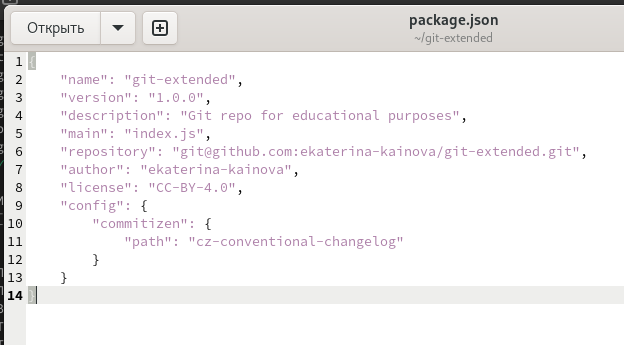 Открыть
package.json
~/git-extended
1 {
2     "name": "git-extended",
3     "version": "1.0.0",
4     "description": "Git repo for educational purposes",
5     "main": "index.js",
6     "repository": "git@github.com:ekaterina-kainova/git-extended.git",
7     "author": "ekaterina-kainova",
8     "license": "CC-BY-4.0",
9     "config": {
10         "commitizen": {
11             "path": "cz-conventional-changelog"
12         }
13     }
14 }